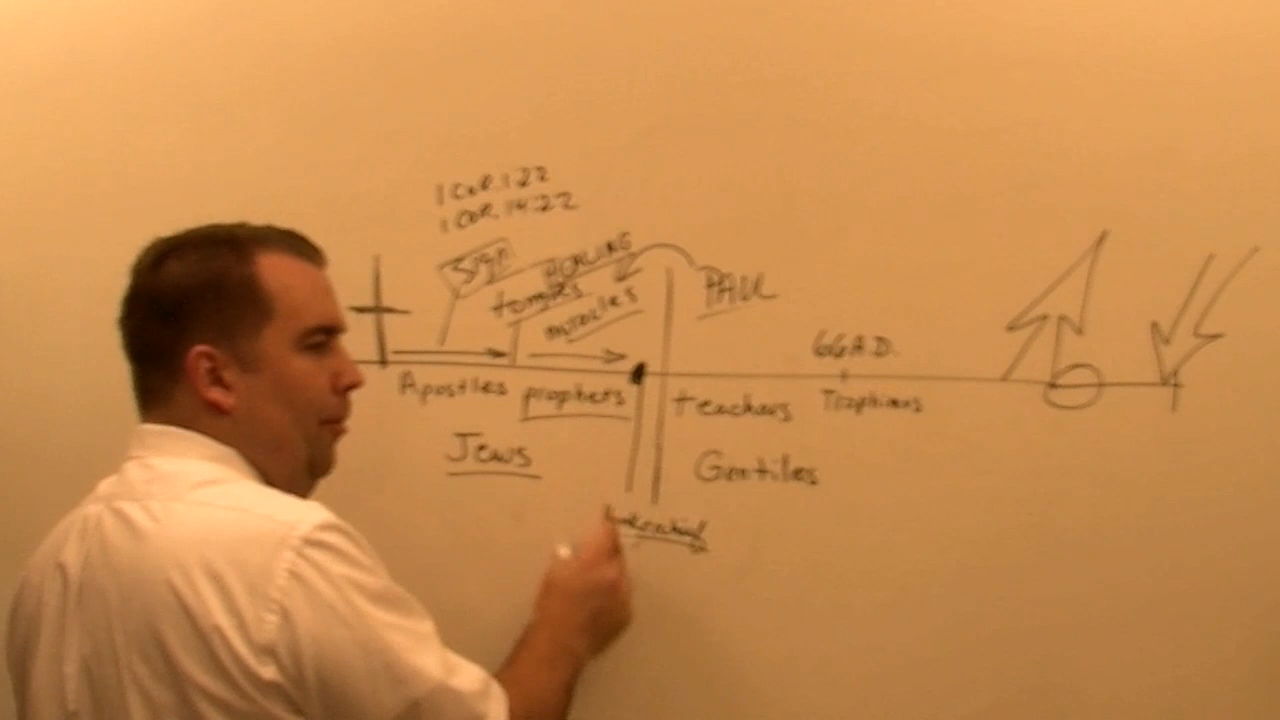 1 COR. 1:22
1 COR. 14:22
Sign
HEALING
tongues
miracles
PAUL
66 A.D.
Apostles
prophets
teachers
Trophimus
Jews
Gentiles